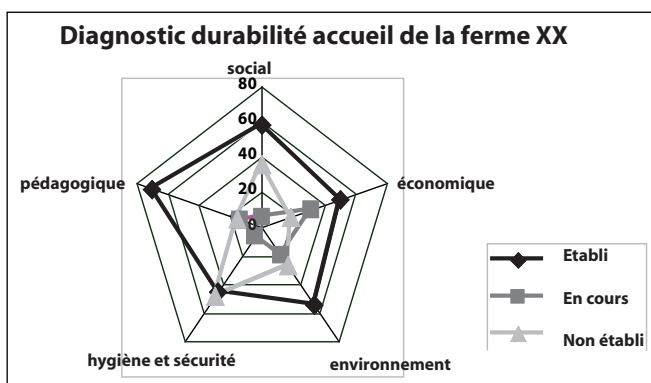 Diagnostic durabilité accueil de la ferme XX
social
80
60
40
20
0
pédagogique
économique
hygiène et sécurité
environnement
Etabli
En cours
Non établi